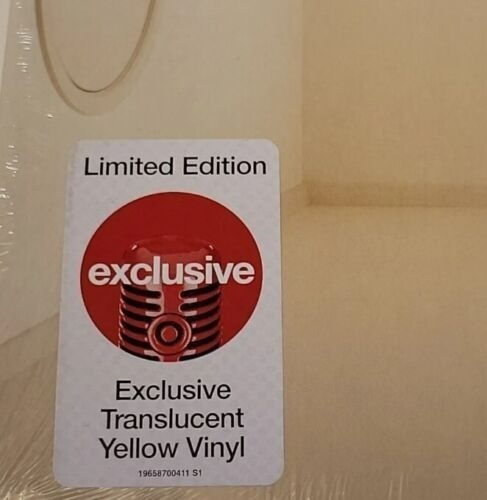 Limited Edition
exclusive
Exclusive
Translucent
Yellow Vinyl
19658700411 S1